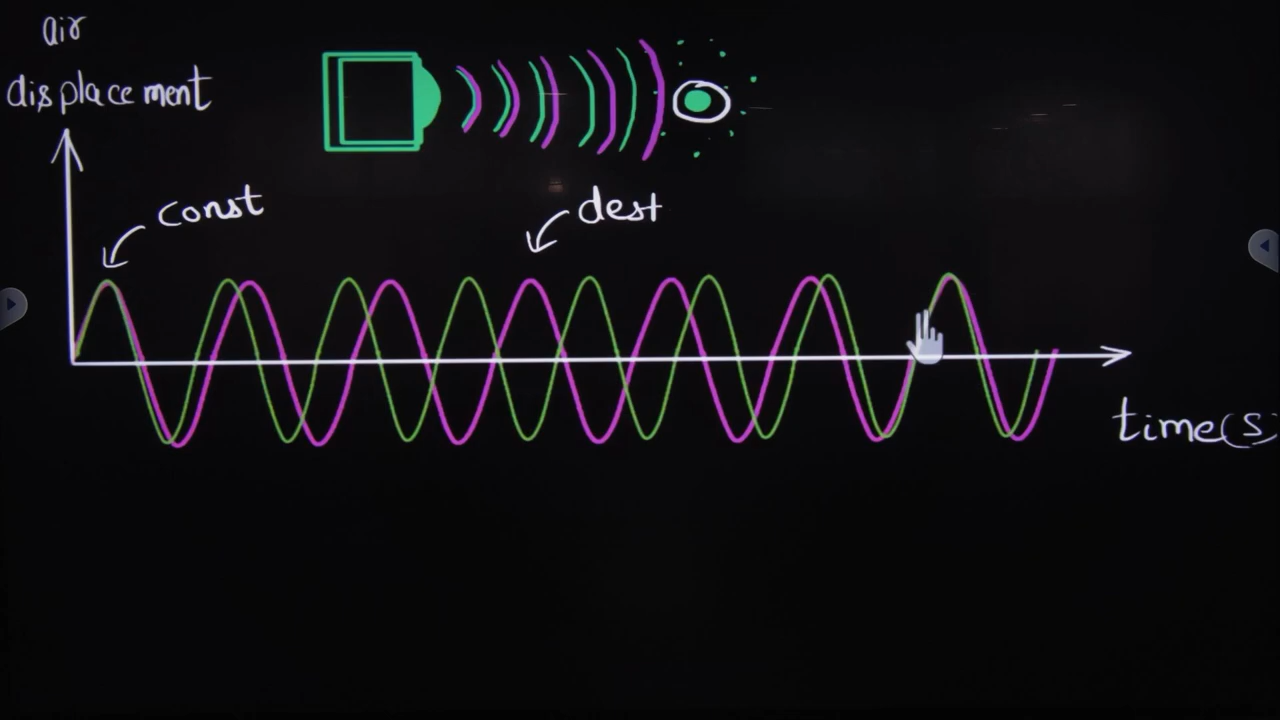 air
displacement
const
dest
time(s)